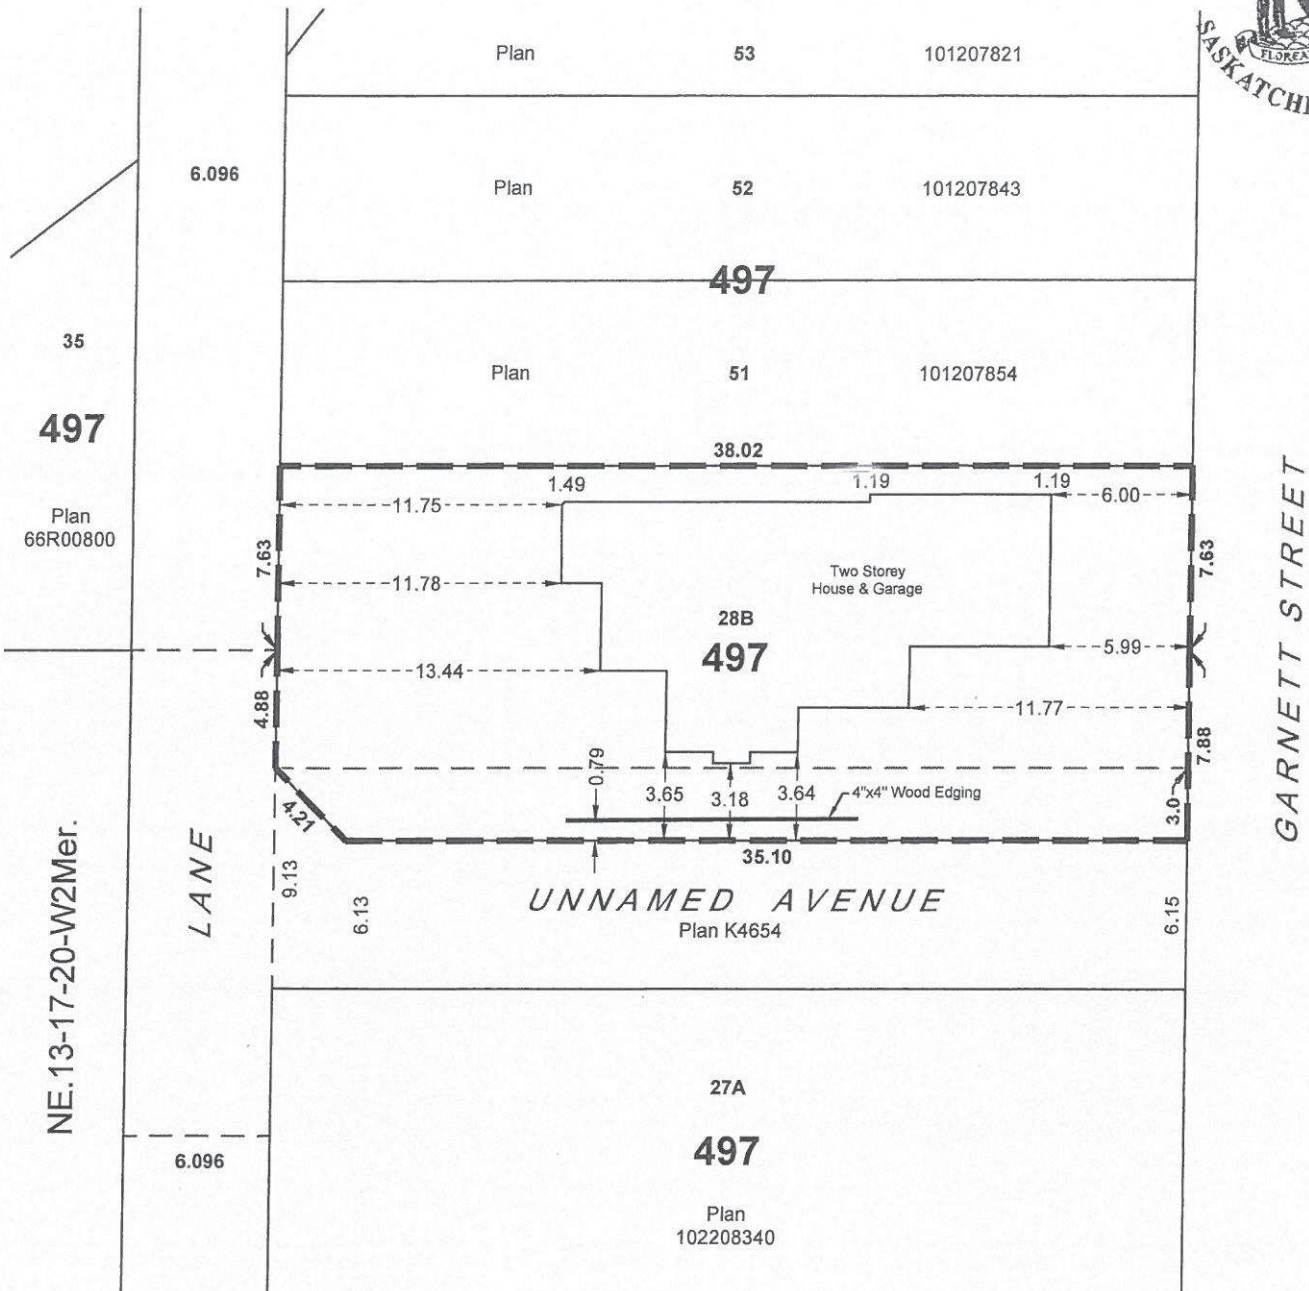 Plan 53 101207821
FLOREA
SASKATCHE
6.096
Plan 52 101207843
497
35
Plan 51 101207854
497
38.02
1.49 1.19 1.19
11.75 6.00
Plan
66R00800
7.63 7.63
11.78
Two Storey
House & Garage
28B
497
5.99
13.44
11.77
4.88 7.88
0.79
3.65 3.18 3.64
4"x4" Wood Edging
4.21 3.0
35.10
GARNETT STREET
LANE
9.13
6.13
UNNAMED AVENUE
Plan K4654
6.15
NE.13-17-20-W2Mer.
27A
497
6.096
Plan
102208340